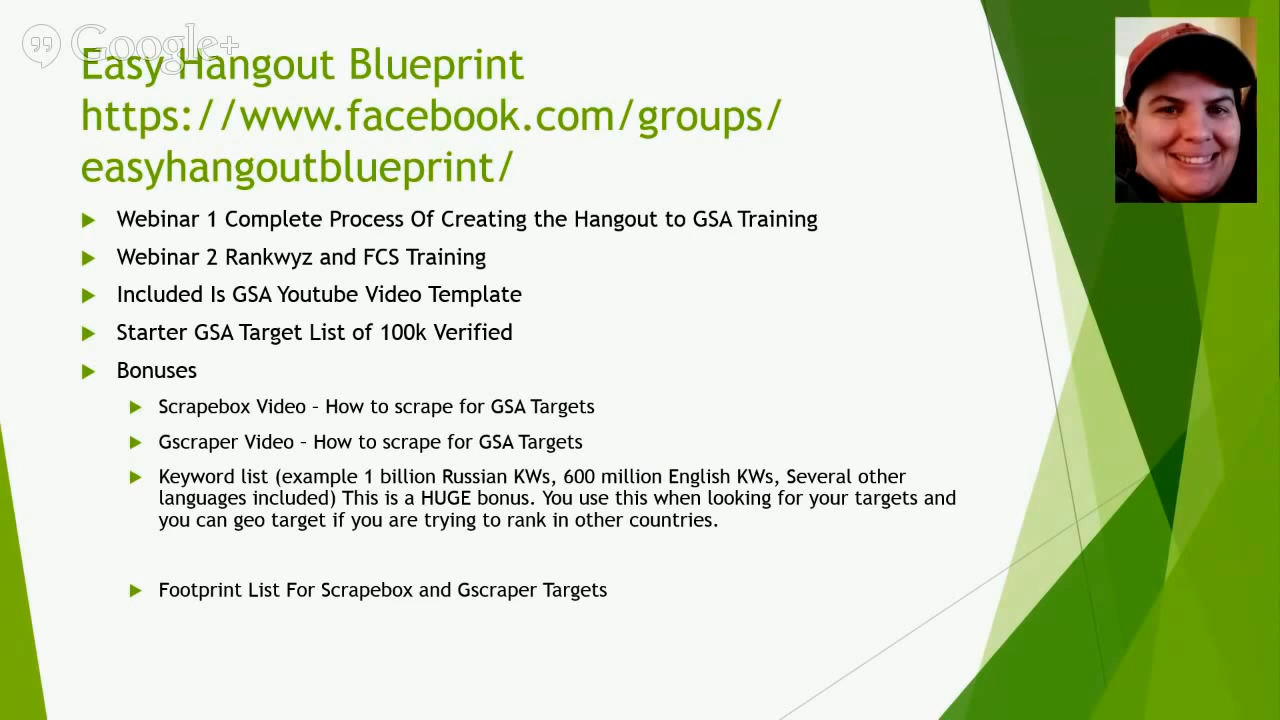 Google+
Easy Hangout Blueprint
https://www.facebook.com/groups/
easyhangoutblueprint/
Webinar 1 Complete Process Of Creating the Hangout to GSA Training
Webinar 2 Rankwyz and FCS Training
Included Is GSA Youtube Video Template
Starter GSA Target List of 100k Verified
Bonuses
Scrapebox Video – How to scrape for GSA Targets
Gscraper Video – How to scrape for GSA Targets
Keyword list (example 1 billion Russian KWs, 600 million English KWs, Several other
languages included) This is a HUGE bonus. You use this when looking for your targets and
you can geo target if you are trying to rank in other countries.
Footprint List For Scrapebox and Gscraper Targets